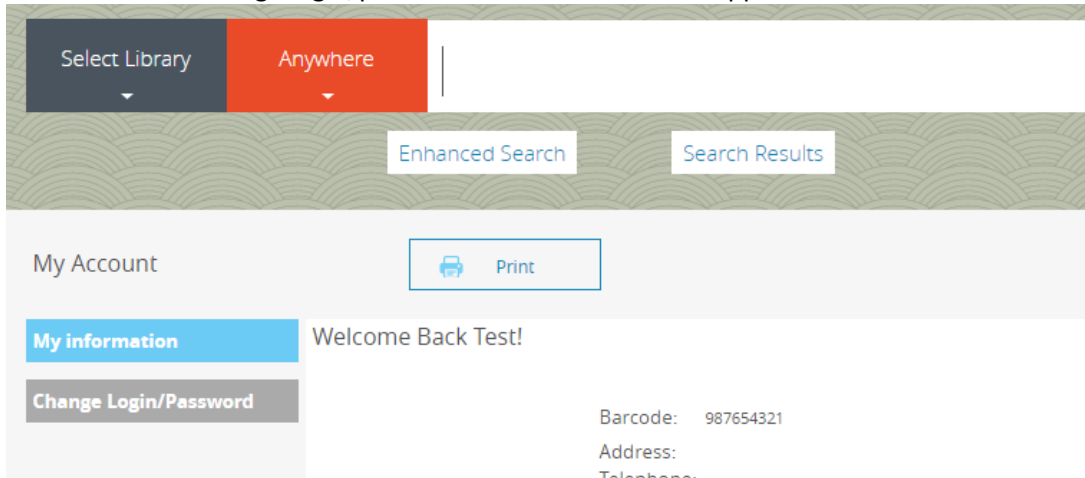 Select Library
Anywhere
Enhanced Search
Search Results
My Account
Print
My information
Welcome Back Test!
Change Login/Password
Barcode: 987654321
Address:
Telephone: